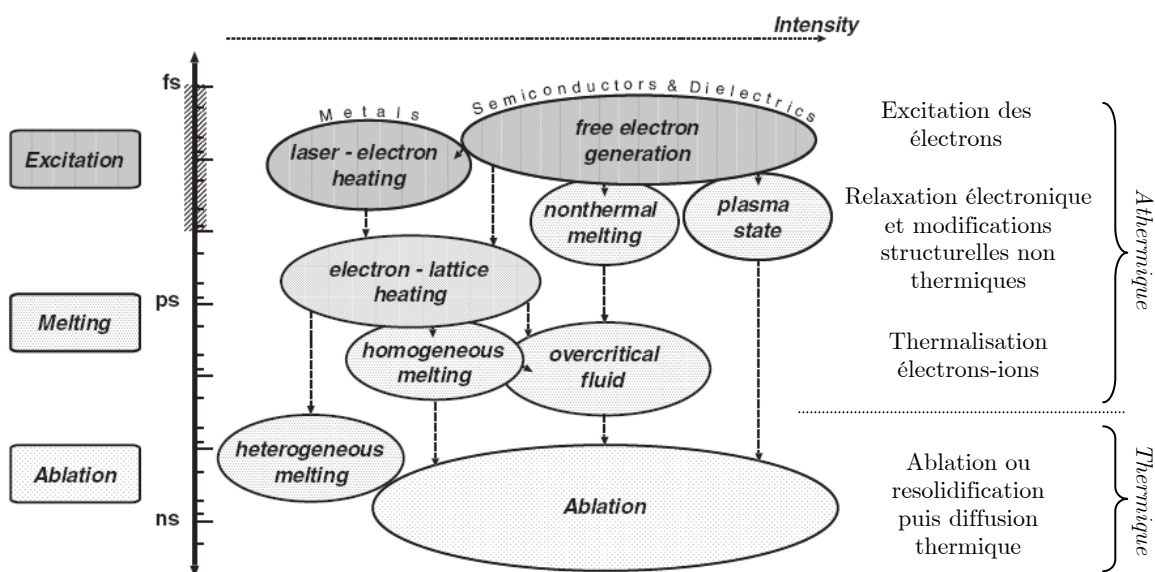 Intensity
fs
ps
ns
Excitation
Melting
Ablation
Metals
Semiconductors & Dielectrics
laser - electron
heating
free electron
generation
nonthermal
melting
plasma
state
electron - lattice
heating
homogeneous
melting
overcritical
fluid
heterogeneous
melting
Ablation
Excitation des
électrons
Relaxation électronique
et modifications
structurelles non
thermiques
Thermalisation
électrons-ions
Athermique
Ablation ou
resolidification
puis diffusion
thermique
Thermique